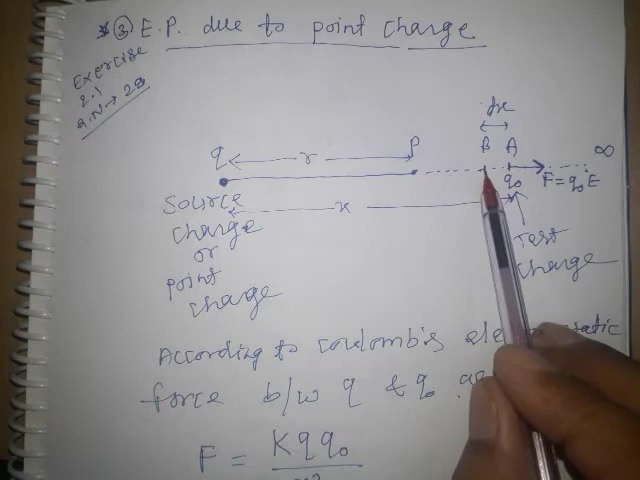 ③ E.P. due to point charge
Exercise
2.1
Q.N→ 29
dx
q r P B A ∞
q₀ F = q₀E
Source
charge
or
point
charge
x
Test
charge
According to coulomb's
force b/w q & q₀
F = Kqq₀